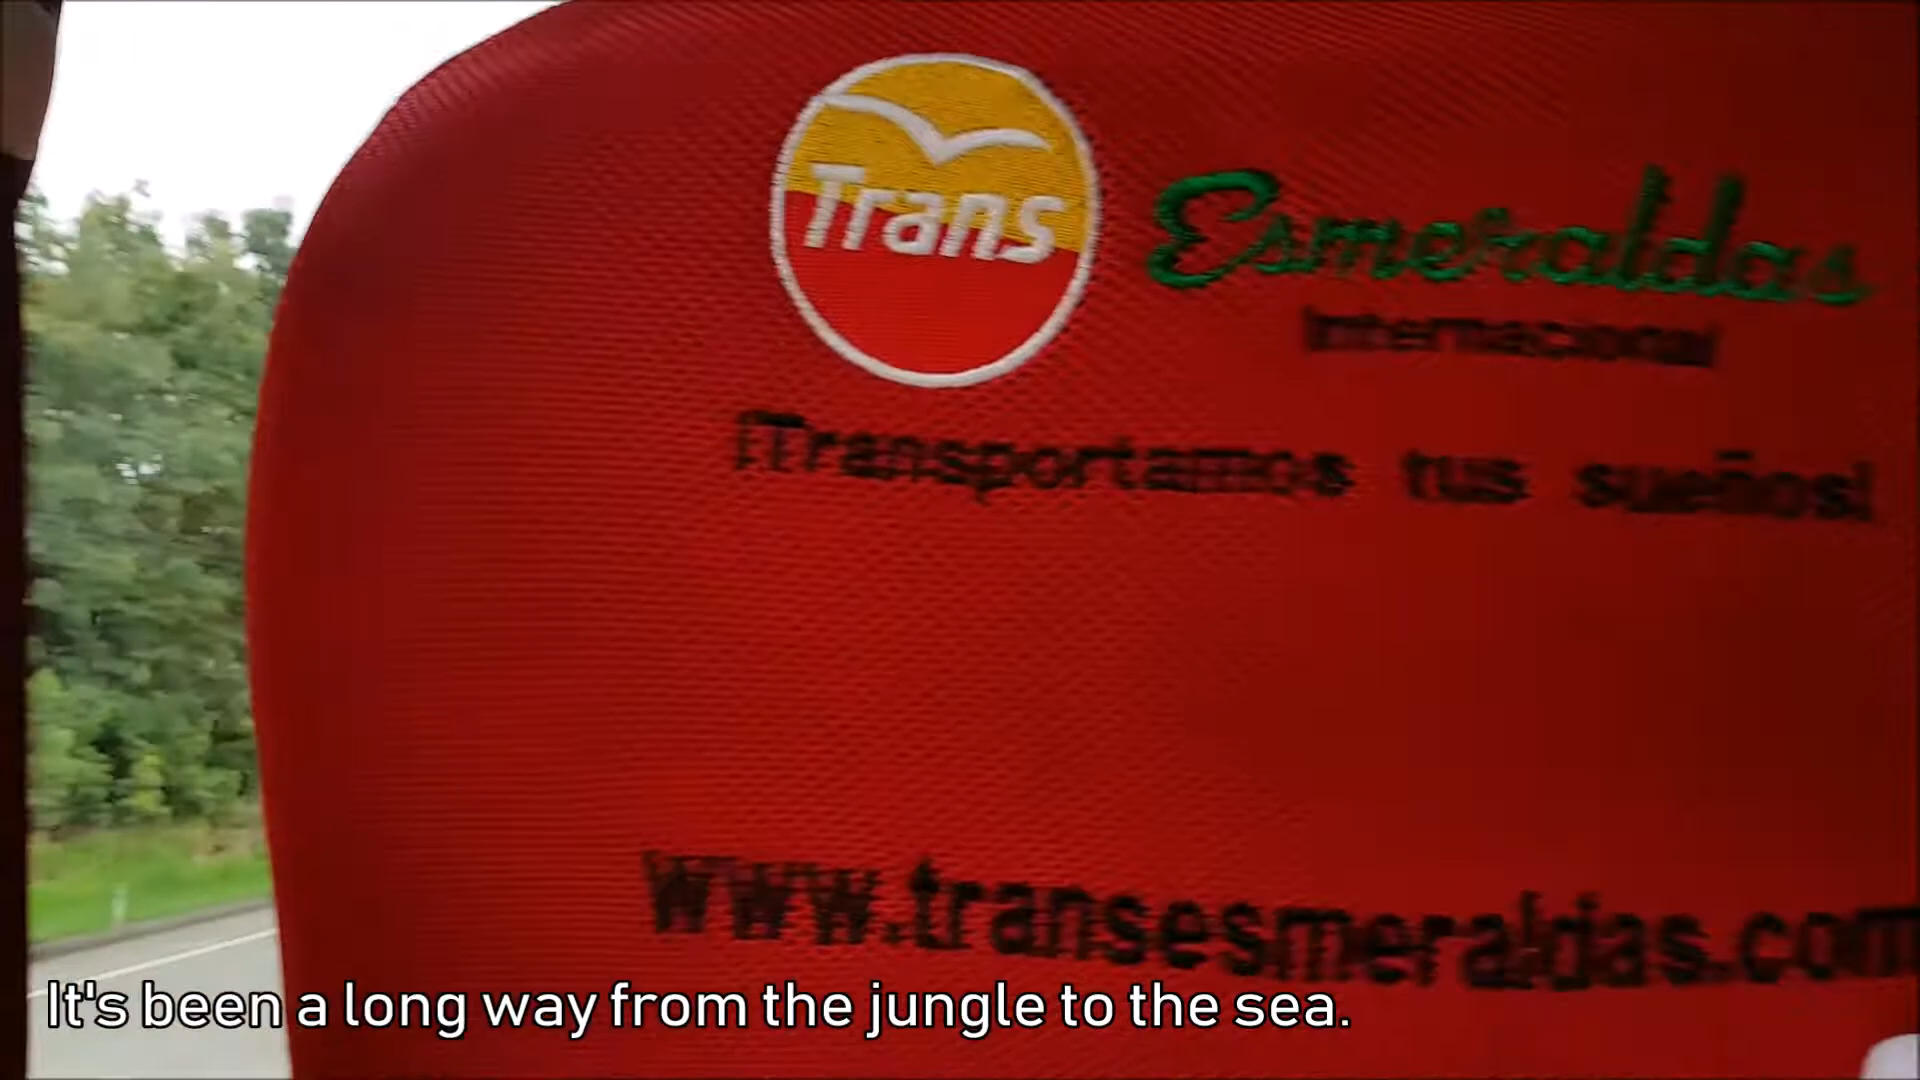 Trans
Esmeraldas
Internacional
¡Transportamos tus sueños!
www.transesmeraldas.com
It's been a long way from the jungle to the sea.